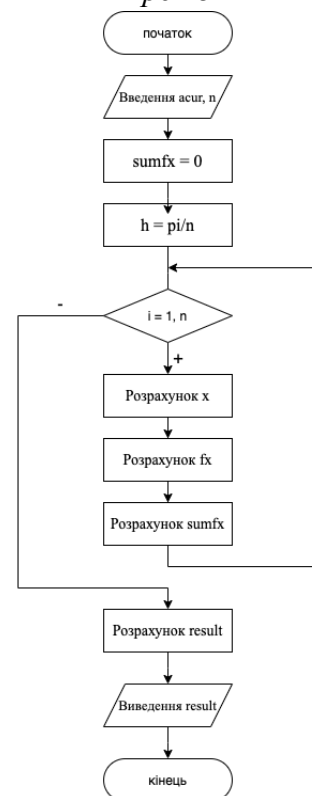 початок
Введення acur, n
sumfx = 0
h = pi/n
i = 1, n
-
+
Розрахунок x
Розрахунок fx
Розрахунок sumfx
Розрахунок result
Виведення result
кінець